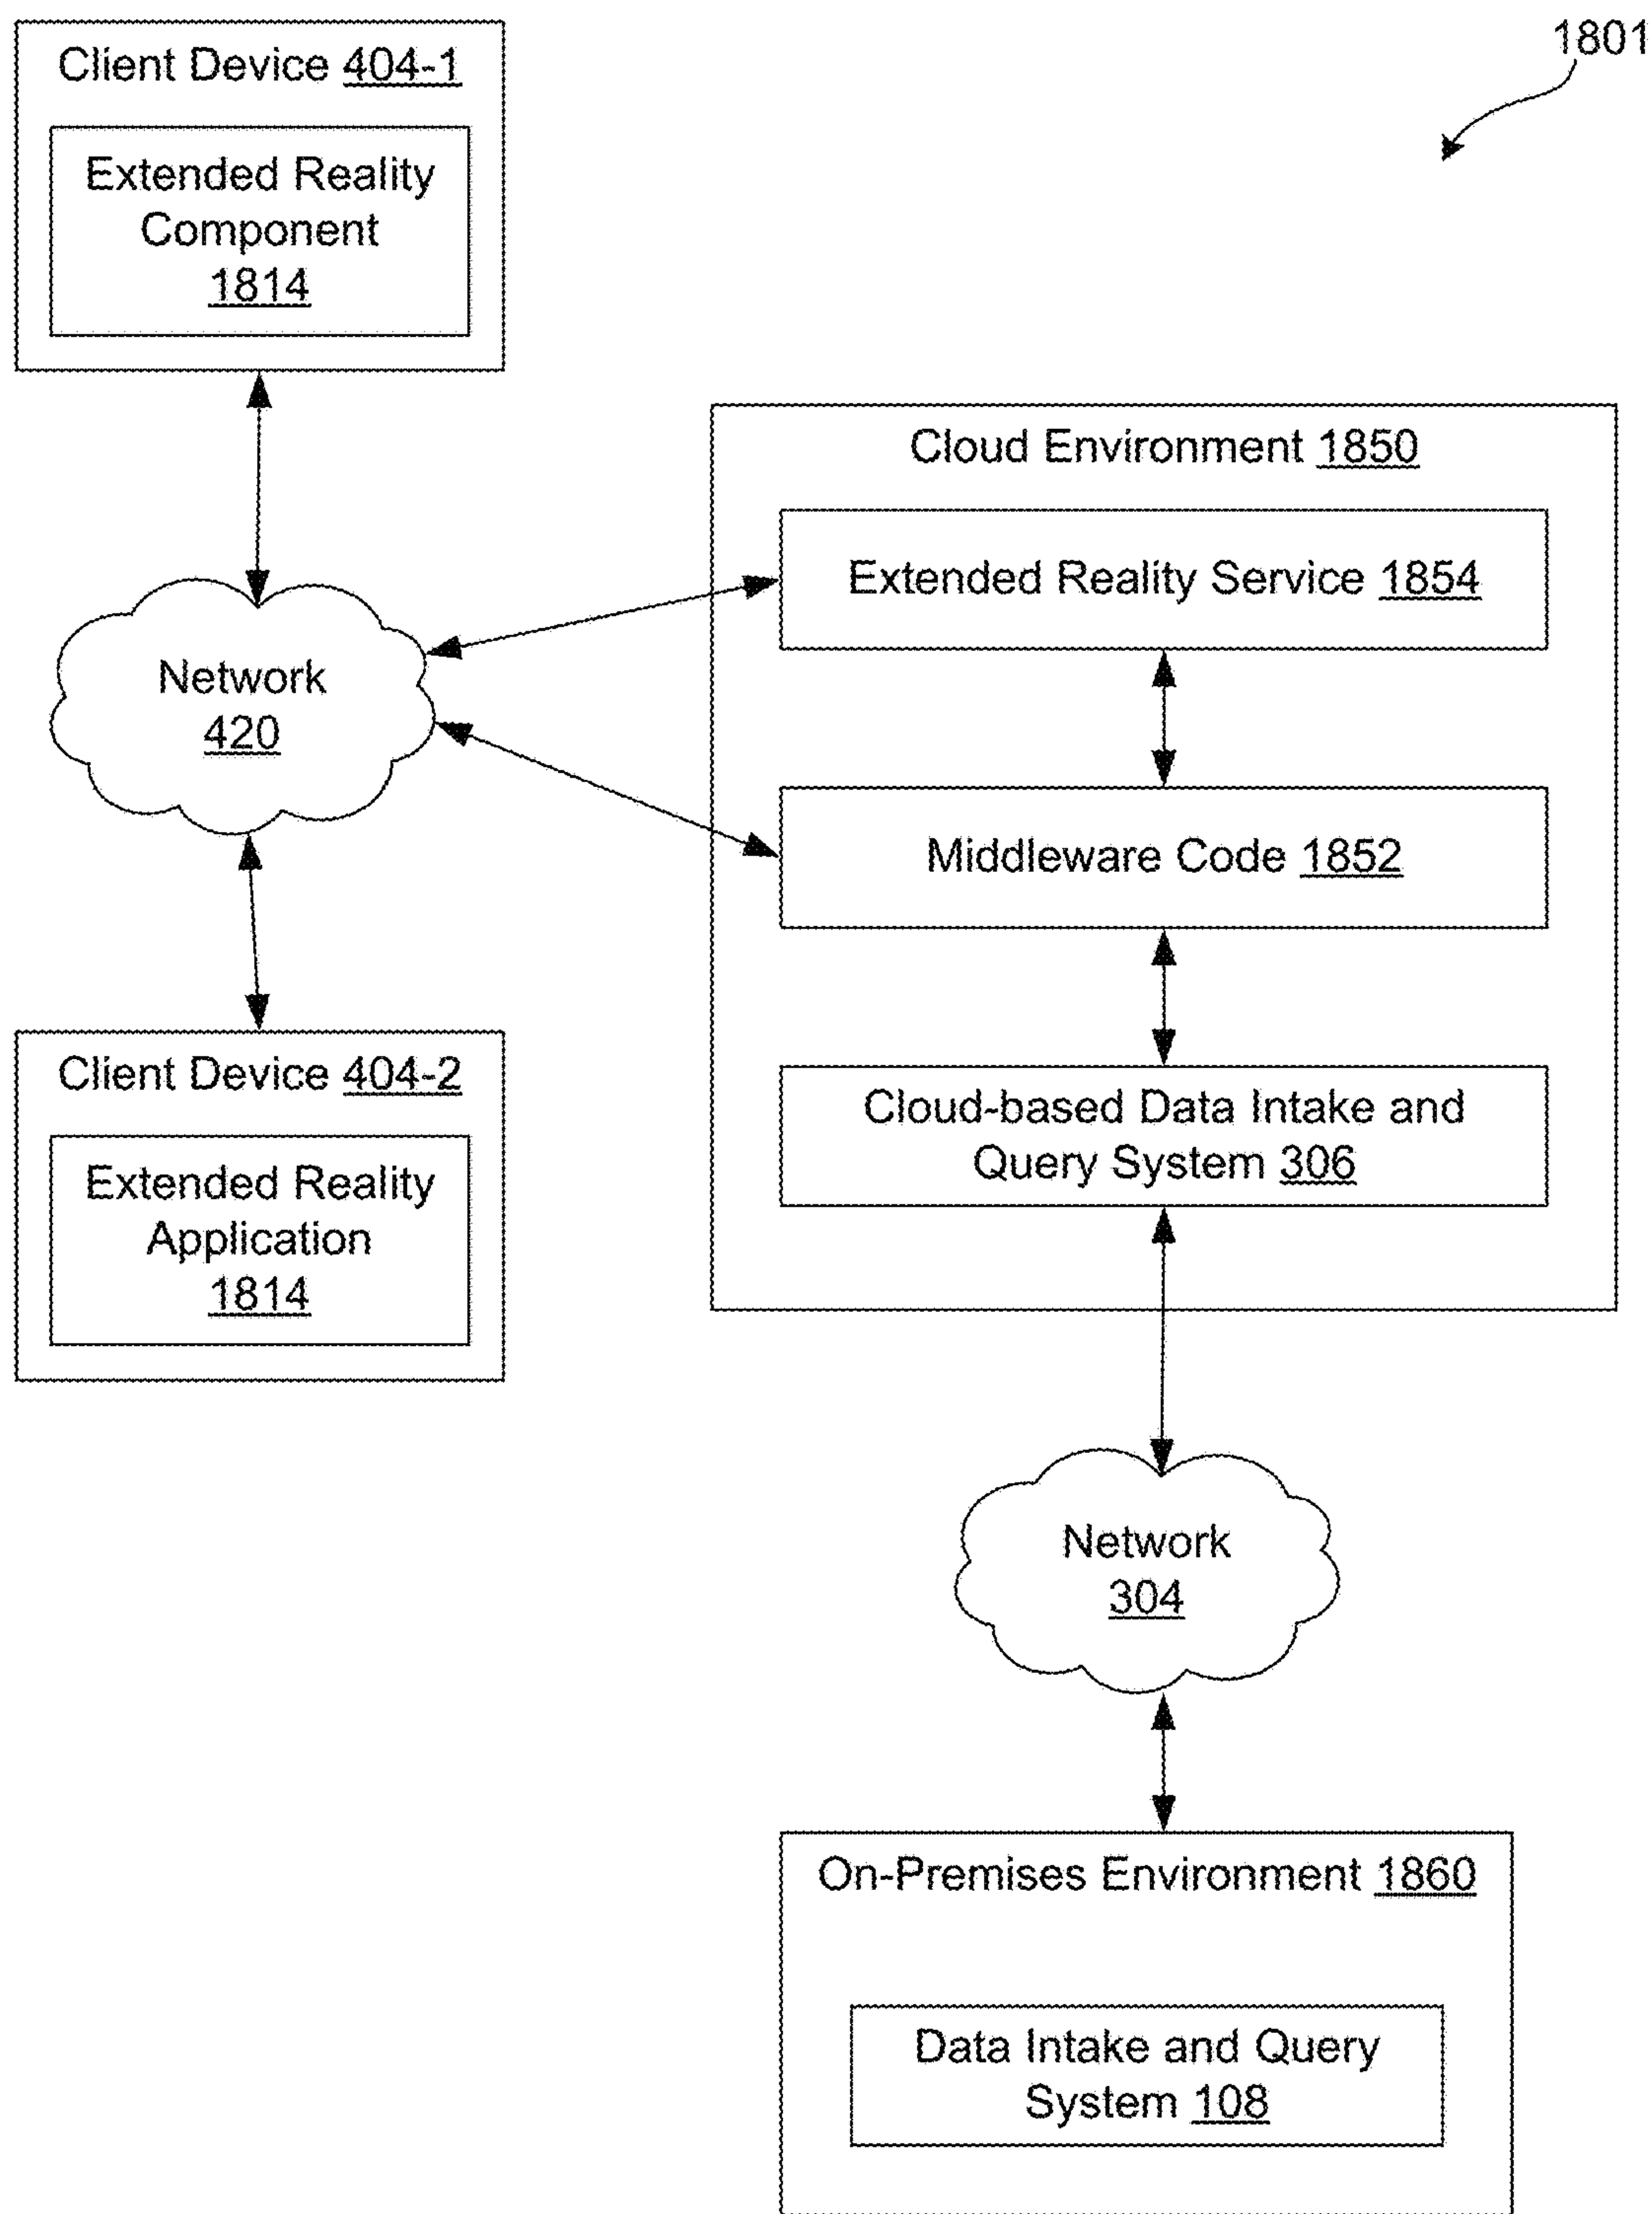 1801
Client Device 404-1
Extended Reality
Component
1814
Cloud Environment 1850
Extended Reality Service 1854
Network
420
Middleware Code 1852
Client Device 404-2
Extended Reality
Application
1814
Cloud-based Data Intake and
Query System 306
Network
304
On-Premises Environment 1860
Data Intake and Query
System 108